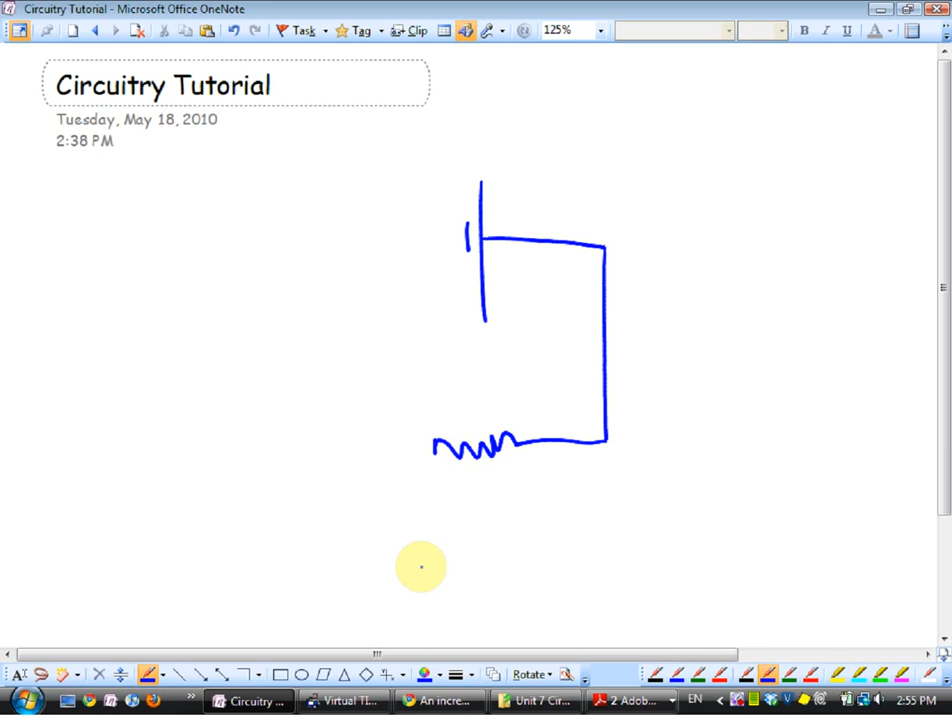 Circuitry Tutorial - Microsoft Office OneNote
Task Tag Clip 125% B I U A
Circuitry Tutorial
Tuesday, May 18, 2010
2:38 PM
Rotate
Circuitry ... Virtual TI... An incre... Unit 7 Cir... 2 Adob... EN 2:55 PM